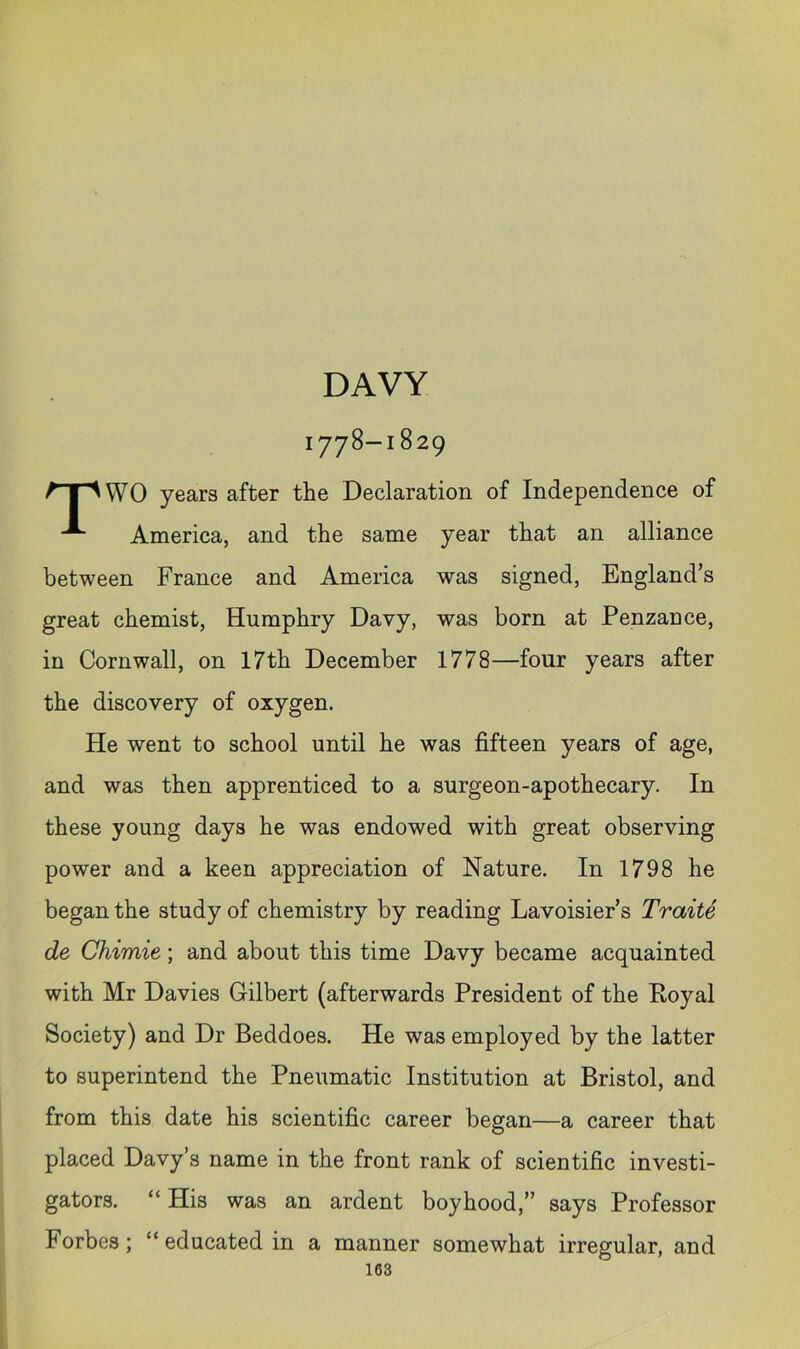 DAVY
1778-1829
TWO years after the Declaration of Independence of
America, and the same year that an alliance
between France and America was signed, England's
great chemist, Humphry Davy, was born at Penzance,
in Cornwall, on 17th December 1778—four years after
the discovery of oxygen.
He went to school until he was fifteen years of age,
and was then apprenticed to a surgeon-apothecary. In
these young days he was endowed with great observing
power and a keen appreciation of Nature. In 1798 he
began the study of chemistry by reading Lavoisier's Traité
de Chimie; and about this time Davy became acquainted
with Mr Davies Gilbert (afterwards President of the Royal
Society) and Dr Beddoes. He was employed by the latter
to superintend the Pneumatic Institution at Bristol, and
from this date his scientific career began—a career that
placed Davy's name in the front rank of scientific investi-
gators. “His was an ardent boyhood,” says Professor
Forbes; “educated in a manner somewhat irregular, and
163